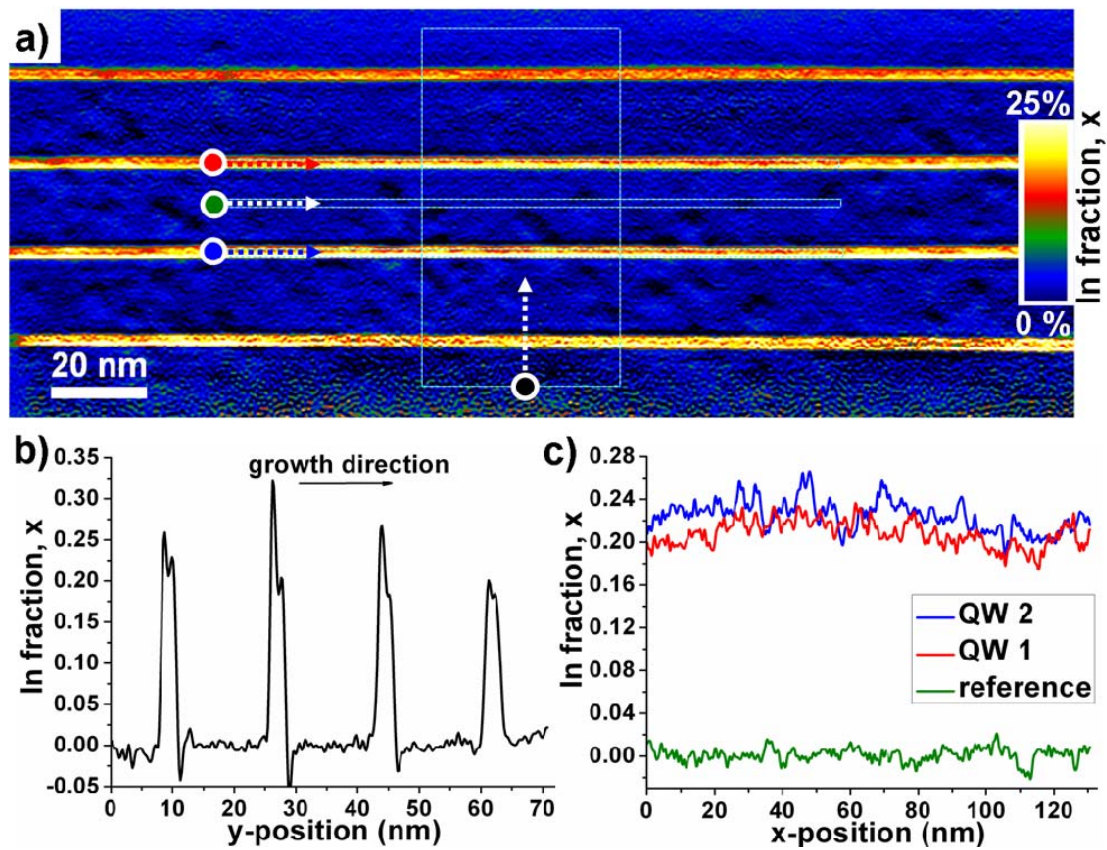 a)
25%
0 %
In fraction, x
20 nm
b)
growth direction
0.35
0.30
0.25
0.20
0.15
0.10
0.05
0.00
-0.05
In fraction, x
0 10 20 30 40 50 60 70
y-position (nm)
c)
0.28
0.24
0.20
0.16
0.12
0.08
0.04
0.00
In fraction, x
QW 2
QW 1
reference
0 20 40 60 80 100 120
x-position (nm)